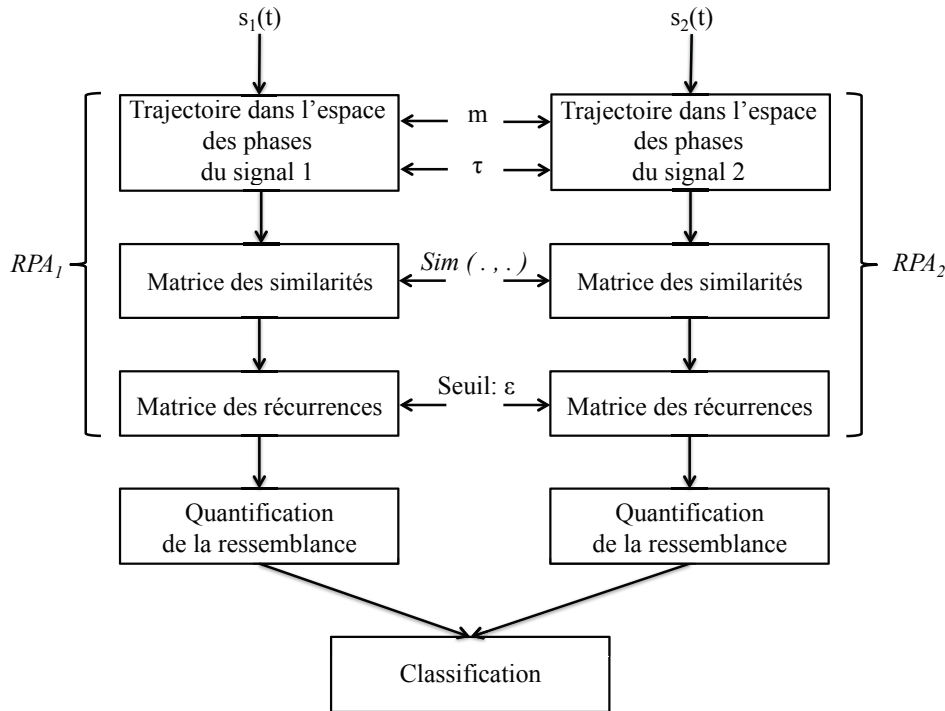 s₁(t)
s₂(t)
Trajectoire dans l’espace
des phases
du signal 1
m
τ
Trajectoire dans l’espace
des phases
du signal 2
RPA₁
Matrice des similarités
Sim ( . , . )
Matrice des similarités
RPA₂
Matrice des récurrences
Seuil: ε
Matrice des récurrences
Quantification
de la ressemblance
Quantification
de la ressemblance
Classification